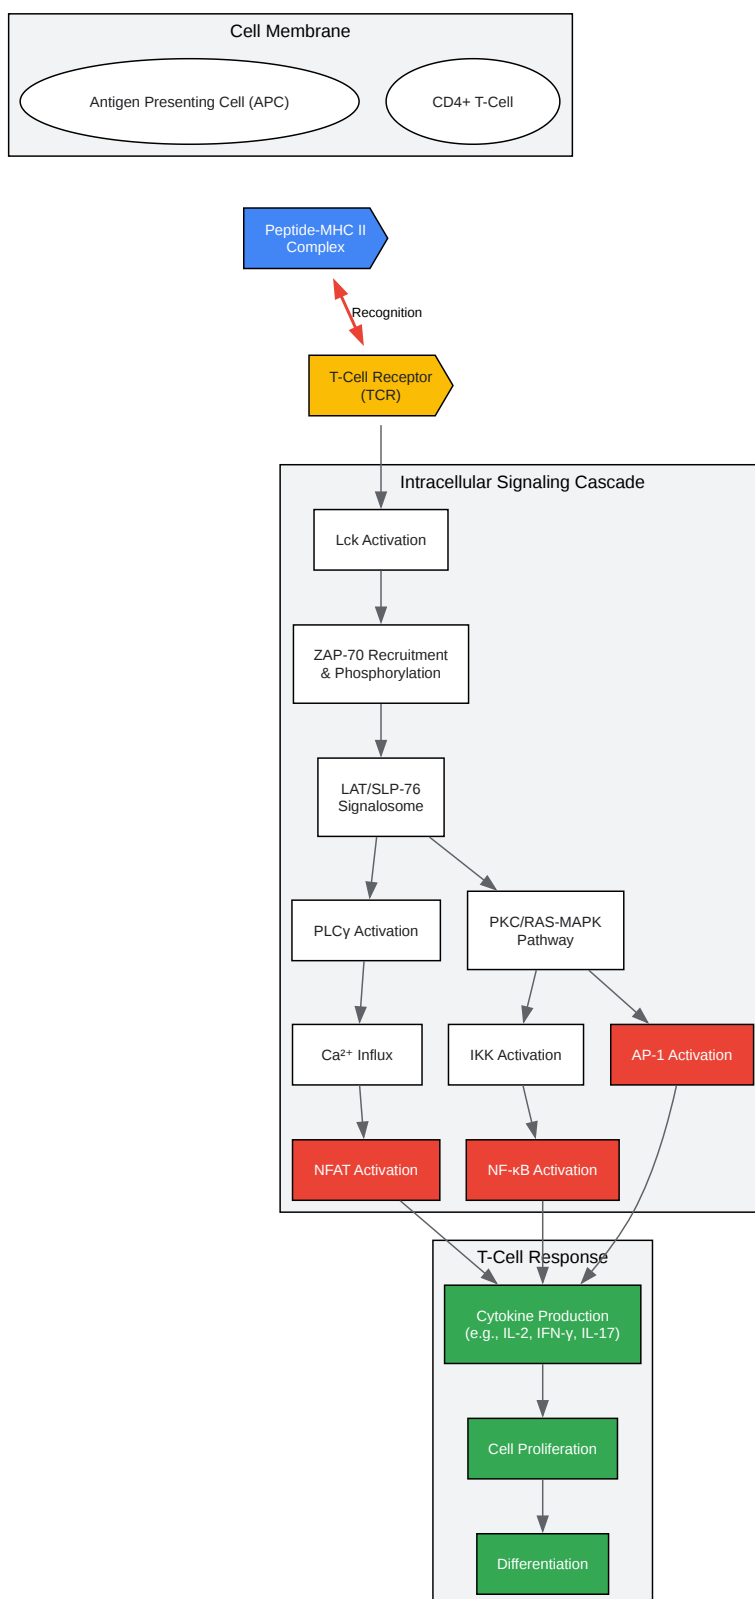 Cell Membrane
Antigen Presenting Cell (APC)
CD4+ T-Cell
Peptide-MHC II
Complex
Recognition
T-Cell Receptor
(TCR)
Intracellular Signaling Cascade
Lck Activation
ZAP-70 Recruitment
& Phosphorylation
LAT/SLP-76
Signalosome
PLCγ Activation
PKC/RAS-MAPK
Pathway
Ca²⁺ Influx
IKK Activation
AP-1 Activation
NFAT Activation
NF-κB Activation
T-Cell Response
Cytokine Production
(e.g., IL-2, IFN-γ, IL-17)
Cell Proliferation
Differentiation